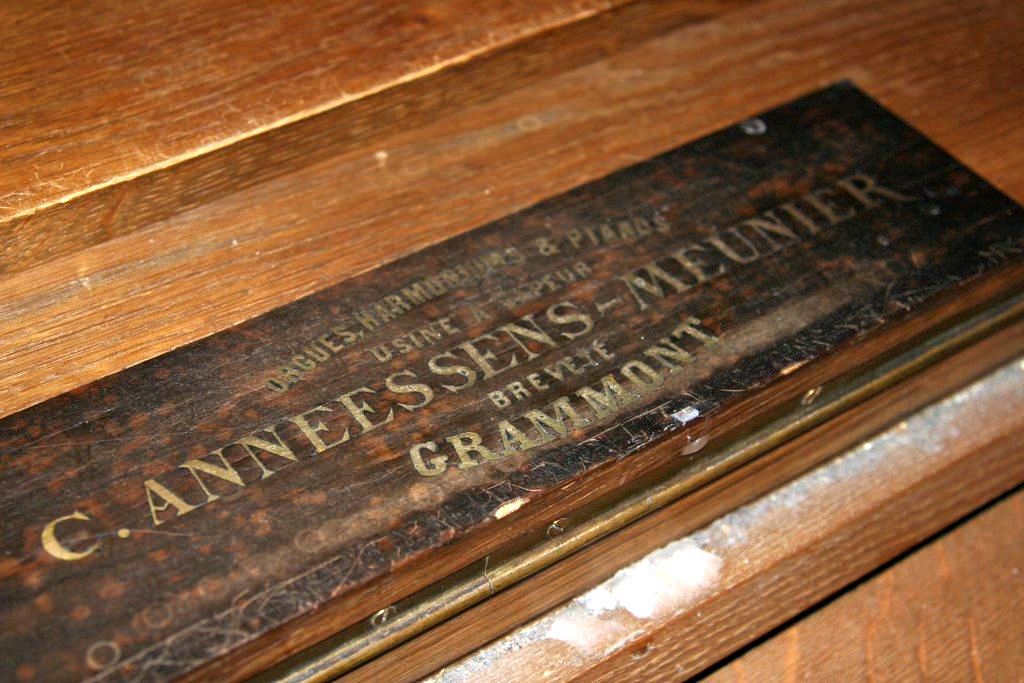 ORGUES, HARMONIUMS & PIANOS
USINE A VAPEUR
C. ANNEESSENS-MEUNIER
BREVETÉ
GRAMMONT